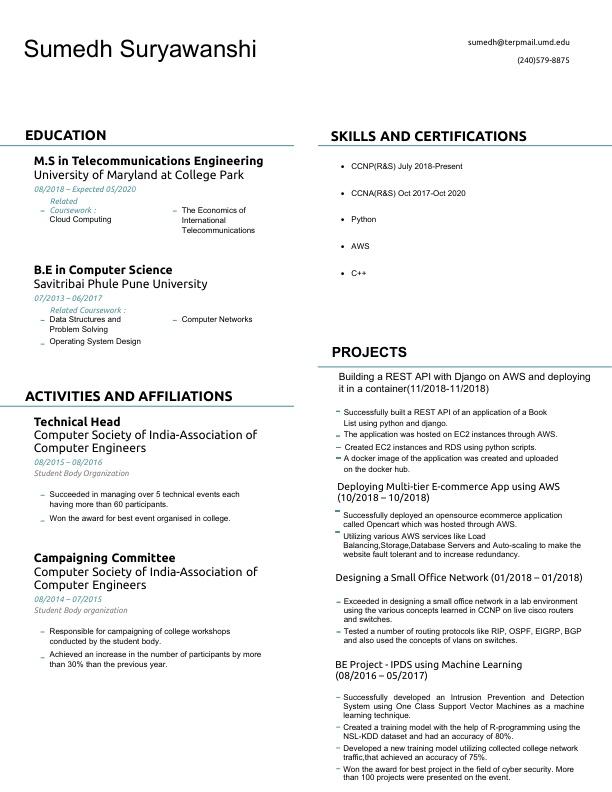 Sumedh Suryawanshi
sumedh@terpmail.umd.edu
(240)579-8875
EDUCATION
M.S in Telecommunications Engineering
University of Maryland at College Park
08/2018 – Expected 05/2020
Related
Coursework :
– Cloud Computing
– The Economics of
International
Telecommunications
B.E in Computer Science
Savitribai Phule Pune University
07/2013 – 06/2017
Related Coursework :
– Data Structures and
Problem Solving
– Computer Networks
– Operating System Design
ACTIVITIES AND AFFILIATIONS
Technical Head
Computer Society of India-Association of
Computer Engineers
08/2015 – 08/2016
Student Body Organization
– Succeeded in managing over 5 technical events each
having more than 60 participants.
– Won the award for best event organised in college.
Campaigning Committee
Computer Society of India-Association of
Computer Engineers
08/2014 – 07/2015
Student Body organization
– Responsible for campaigning of college workshops
conducted by the student body.
– Achieved an increase in the number of participants by more
than 30% than the previous year.
SKILLS AND CERTIFICATIONS
• CCNP(R&S) July 2018-Present
• CCNA(R&S) Oct 2017-Oct 2020
• Python
• AWS
• C++
PROJECTS
Building a REST API with Django on AWS and deploying
it in a container(11/2018-11/2018)
– Successfully built a REST API of an application of a Book
List using python and django.
– The application was hosted on EC2 instances through AWS.
– Created EC2 instances and RDS using python scripts.
– A docker image of the application was created and uploaded
on the docker hub.
Deploying Multi-tier E-commerce App using AWS
(10/2018 – 10/2018)
– Successfully deployed an opensource ecommerce application
called Opencart which was hosted through AWS.
– Utilizing various AWS services like Load
Balancing,Storage,Database Servers and Auto-scaling to make the
website fault tolerant and to increase redundancy.
Designing a Small Office Network (01/2018 – 01/2018)
– Exceeded in designing a small office network in a lab environment
using the various concepts learned in CCNP on live cisco routers
and switches.
– Tested a number of routing protocols like RIP, OSPF, EIGRP, BGP
and also used the concepts of vlans on switches.
BE Project - IPDS using Machine Learning
(08/2016 – 05/2017)
– Successfully developed an Intrusion Prevention and Detection
System using One Class Support Vector Machines as a machine
learning technique.
– Created a training model with the help of R-programming using the
NSL-KDD dataset and had an accuracy of 80%.
– Developed a new training model utilizing collected college network
traffic,that achieved an accuracy of 75%.
– Won the award for best project in the field of cyber security. More
than 100 projects were presented on the event.